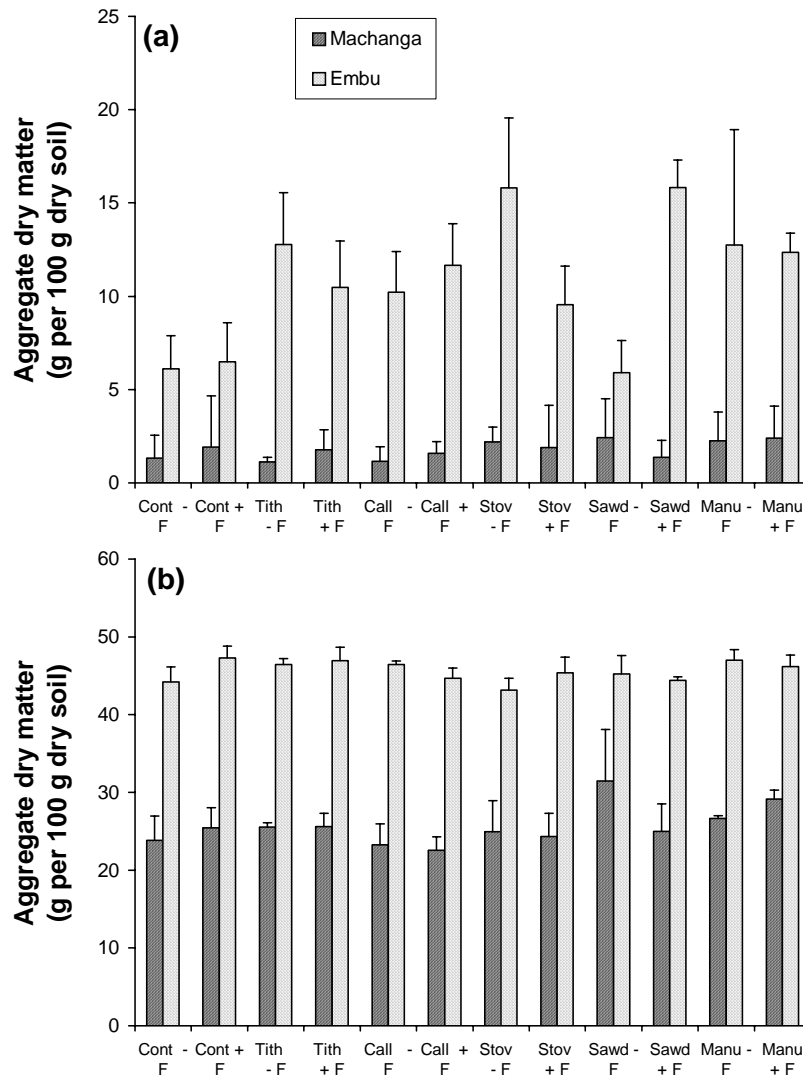 (a)
Machanga
Embu
Aggregate dry matter
(g per 100 g dry soil)
25
20
15
10
5
0
Cont - Cont + Tith Tith Call - Call + Stov Stov Sawd - Sawd Manu - Manu
F F - F + F F F - F + F F + F F + F
(b)
Aggregate dry matter
(g per 100 g dry soil)
60
50
40
30
20
10
0
Cont - Cont + Tith Tith Call - Call + Stov Stov Sawd - Sawd Manu - Manu
F F - F + F F F - F + F F + F F + F